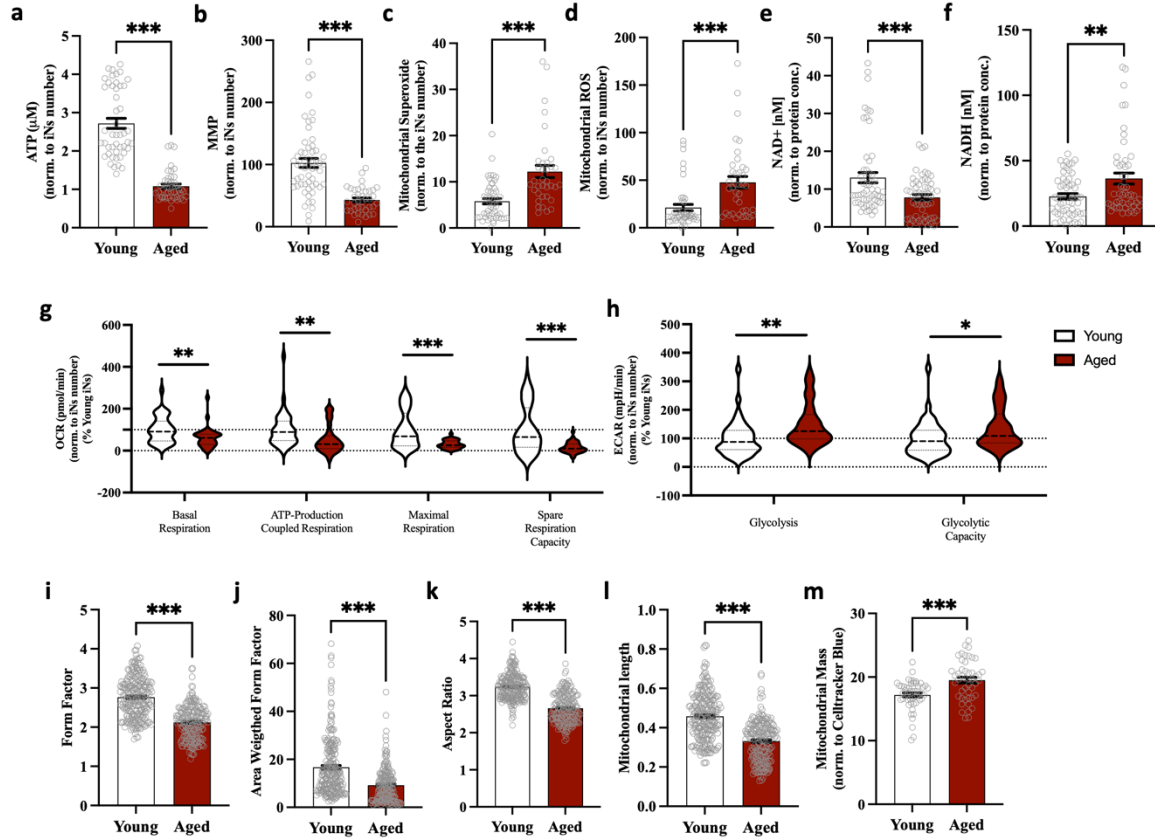 a
ATP (µM)
(norm. to iNs number)
5
4
3
2
1
0
***
Young Aged
b
MMP
(norm. to iNs number)
300
200
100
0
***
Young Aged
c
Mitochondrial Superoxide
(norm. to the iNs number)
40
30
20
10
0
***
Young Aged
d
Mitochondrial ROS
(norm. to iNs number)
200
150
100
50
0
***
Young Aged
e
NAD+ [nM]
(norm. to protein conc.)
50
40
30
20
10
0
***
Young Aged
f
NADH [nM]
(norm. to protein conc.)
150
100
50
0
**
Young Aged
g
OCR (pmol/min)
(norm. to iNs number)
(% Young iNs)
600
400
200
0
-200
**
**
***
***
Basal
Respiration
ATP-Production
Coupled Respiration
Maximal
Respiration
Spare
Respiration
Capacity
h
ECAR (mpH/min)
(norm. to iNs number)
(% Young iNs)
500
400
300
200
100
0
-100
**
*
Glycolysis
Glycolytic
Capacity
Young
Aged
i
Form Factor
5
4
3
2
1
0
***
Young Aged
j
Area Weigthed Form Factor
80
60
40
20
0
***
Young Aged
k
Aspect Ratio
5
4
3
2
1
0
***
Young Aged
l
Mitochondrial length
1.0
0.8
0.6
0.4
0.2
0.0
***
Young Aged
m
Mitochondrial Mass
(norm. to Celltracker Blue)
30
20
10
0
***
Young Aged